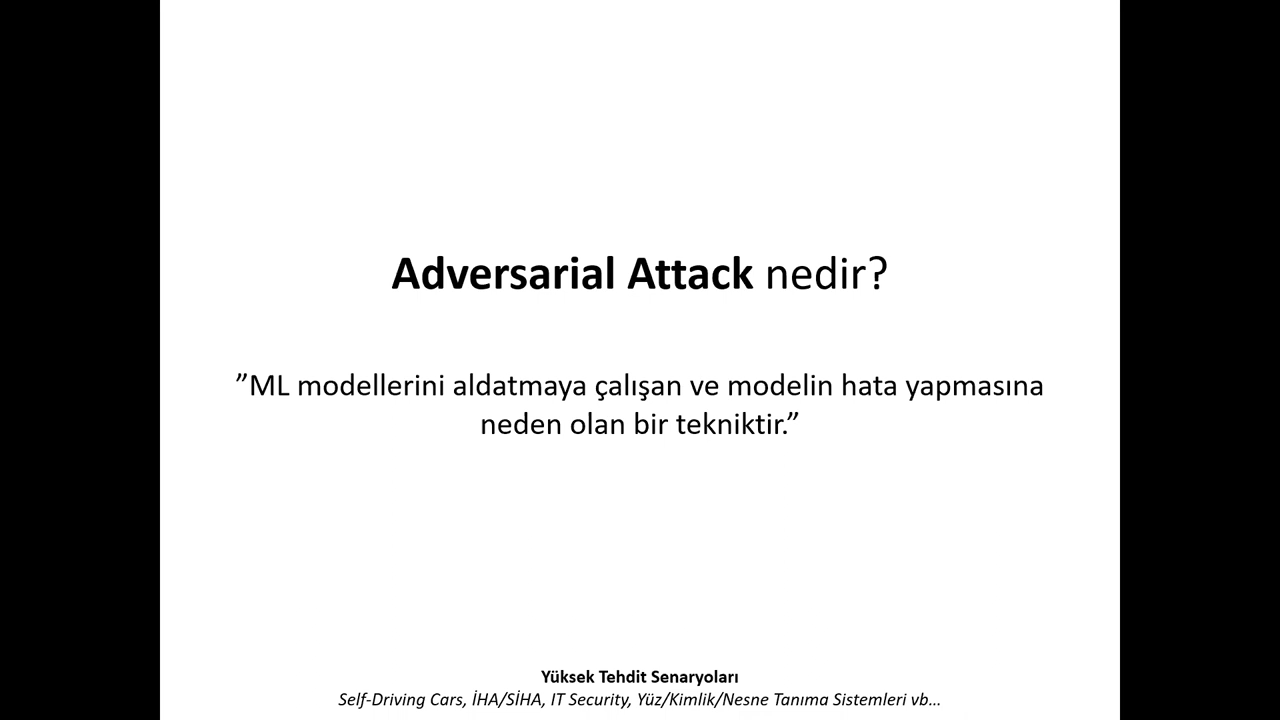 Adversarial Attack nedir?
”ML modellerini aldatmaya çalışan ve modelin hata yapmasına
neden olan bir tekniktir.”
Yüksek Tehdit Senaryoları
Self-Driving Cars, İHA/SİHA, IT Security, Yüz/Kimlik/Nesne Tanıma Sistemleri vb...